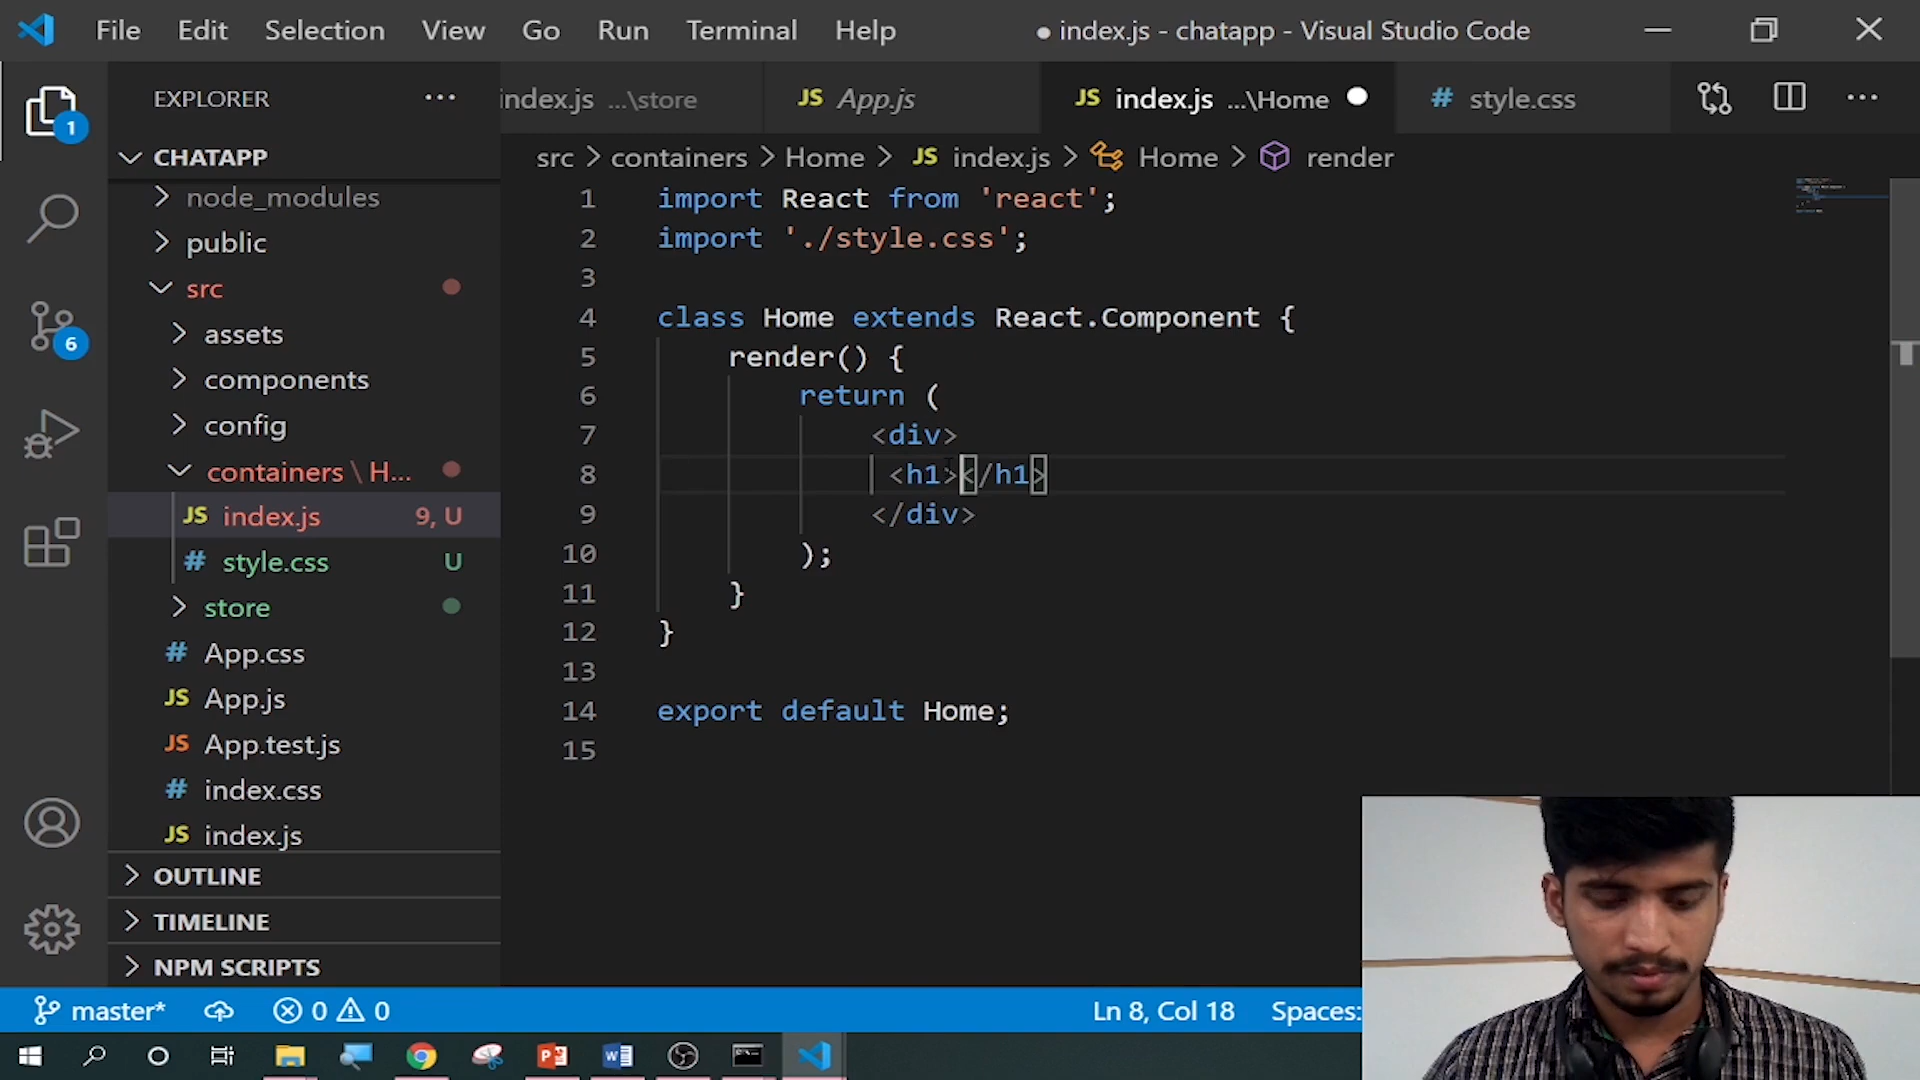 File Edit Selection View Go Run Terminal Help ● index.js - chatapp - Visual Studio Code
EXPLORER ...
index.js ...\store JS App.js JS index.js ...\Home # style.css
1
CHATAPP
src > containers > Home > JS index.js > Home > render
node_modules
public
src
assets
components
6
config
containers \ H...
JS index.js 9, U
# style.css U
store
# App.css
JS App.js
JS App.test.js
# index.css
JS index.js
OUTLINE
TIMELINE
NPM SCRIPTS
1 import React from 'react';
2 import './style.css';
3
4 class Home extends React.Component {
5 render() {
6 return (
7 <div>
8 <h1></h1>
9 </div>
10 );
11 }
12 }
13
14 export default Home;
15
master* 0 0 Ln 8, Col 18 Spaces: